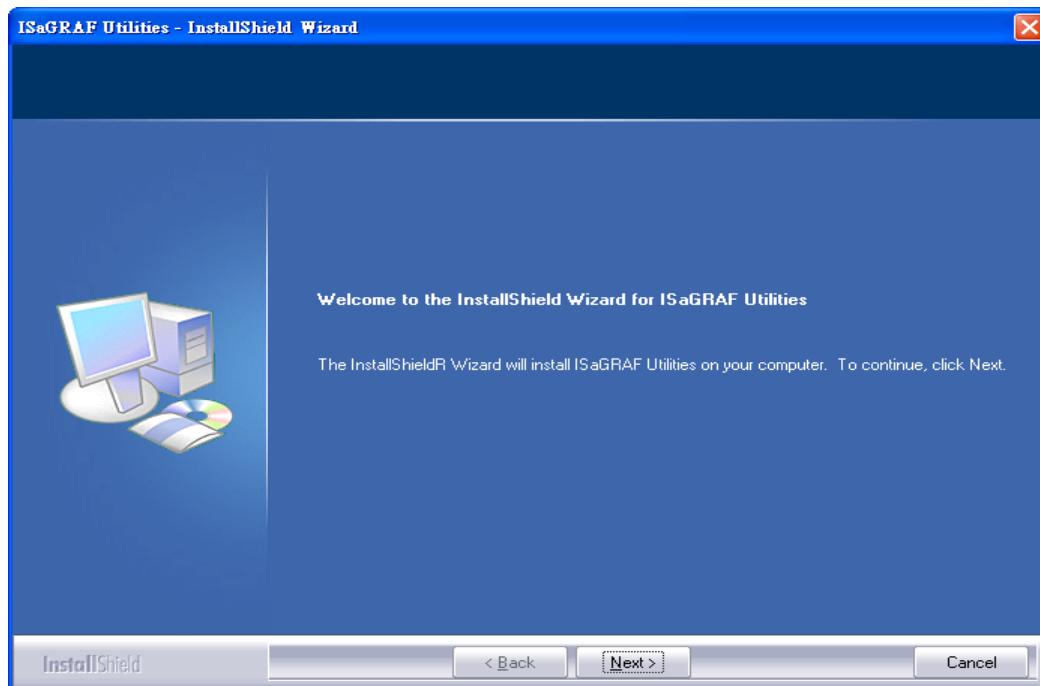 ISaGRAF Utilities - InstallShield Wizard
Welcome to the InstallShield Wizard for ISaGRAF Utilities
The InstallShieldR Wizard will install ISaGRAF Utilities on your computer. To continue, click Next.
InstallShield
< Back
Next >
Cancel